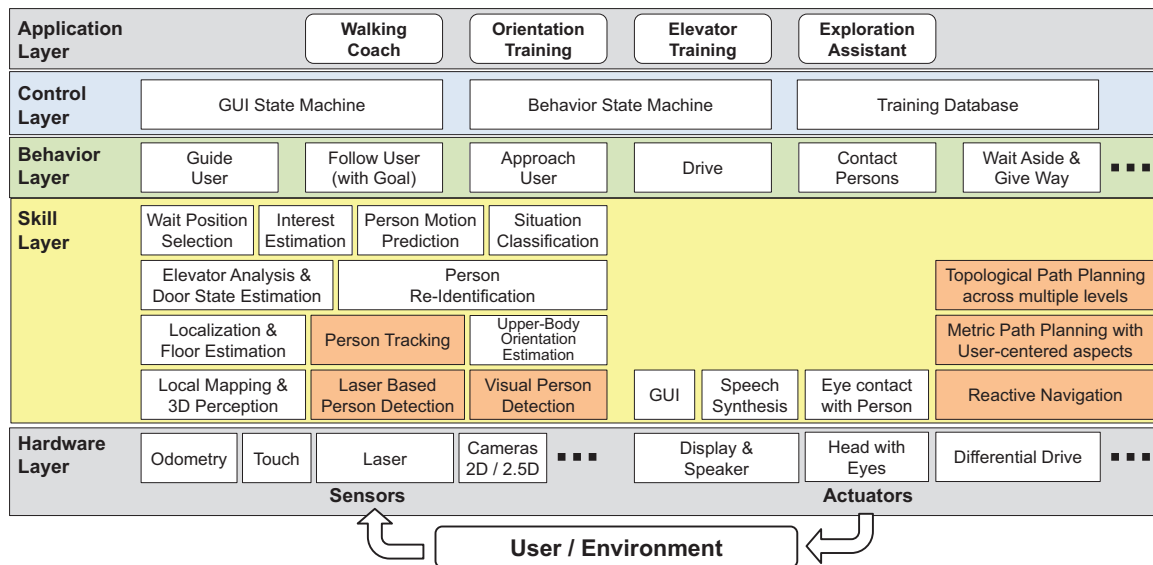 Application
Layer
Walking
Coach
Orientation
Training
Elevator
Training
Exploration
Assistant
Control
Layer
GUI State Machine
Behavior State Machine
Training Database
Behavior
Layer
Guide
User
Follow User
(with Goal)
Approach
User
Drive
Contact
Persons
Wait Aside &
Give Way
Skill
Layer
Wait Position
Selection
Interest
Estimation
Person Motion
Prediction
Situation
Classification
Elevator Analysis &
Door State Estimation
Person
Re-Identification
Topological Path Planning
across multiple levels
Localization &
Floor Estimation
Person Tracking
Upper-Body
Orientation
Estimation
Metric Path Planning with
User-centered aspects
Local Mapping &
3D Perception
Laser Based
Person Detection
Visual Person
Detection
GUI
Speech
Synthesis
Eye contact
with Person
Reactive Navigation
Hardware
Layer
Odometry
Touch
Laser
Cameras
2D / 2.5D
Display &
Speaker
Head with
Eyes
Differential Drive
Sensors
Actuators
User / Environment